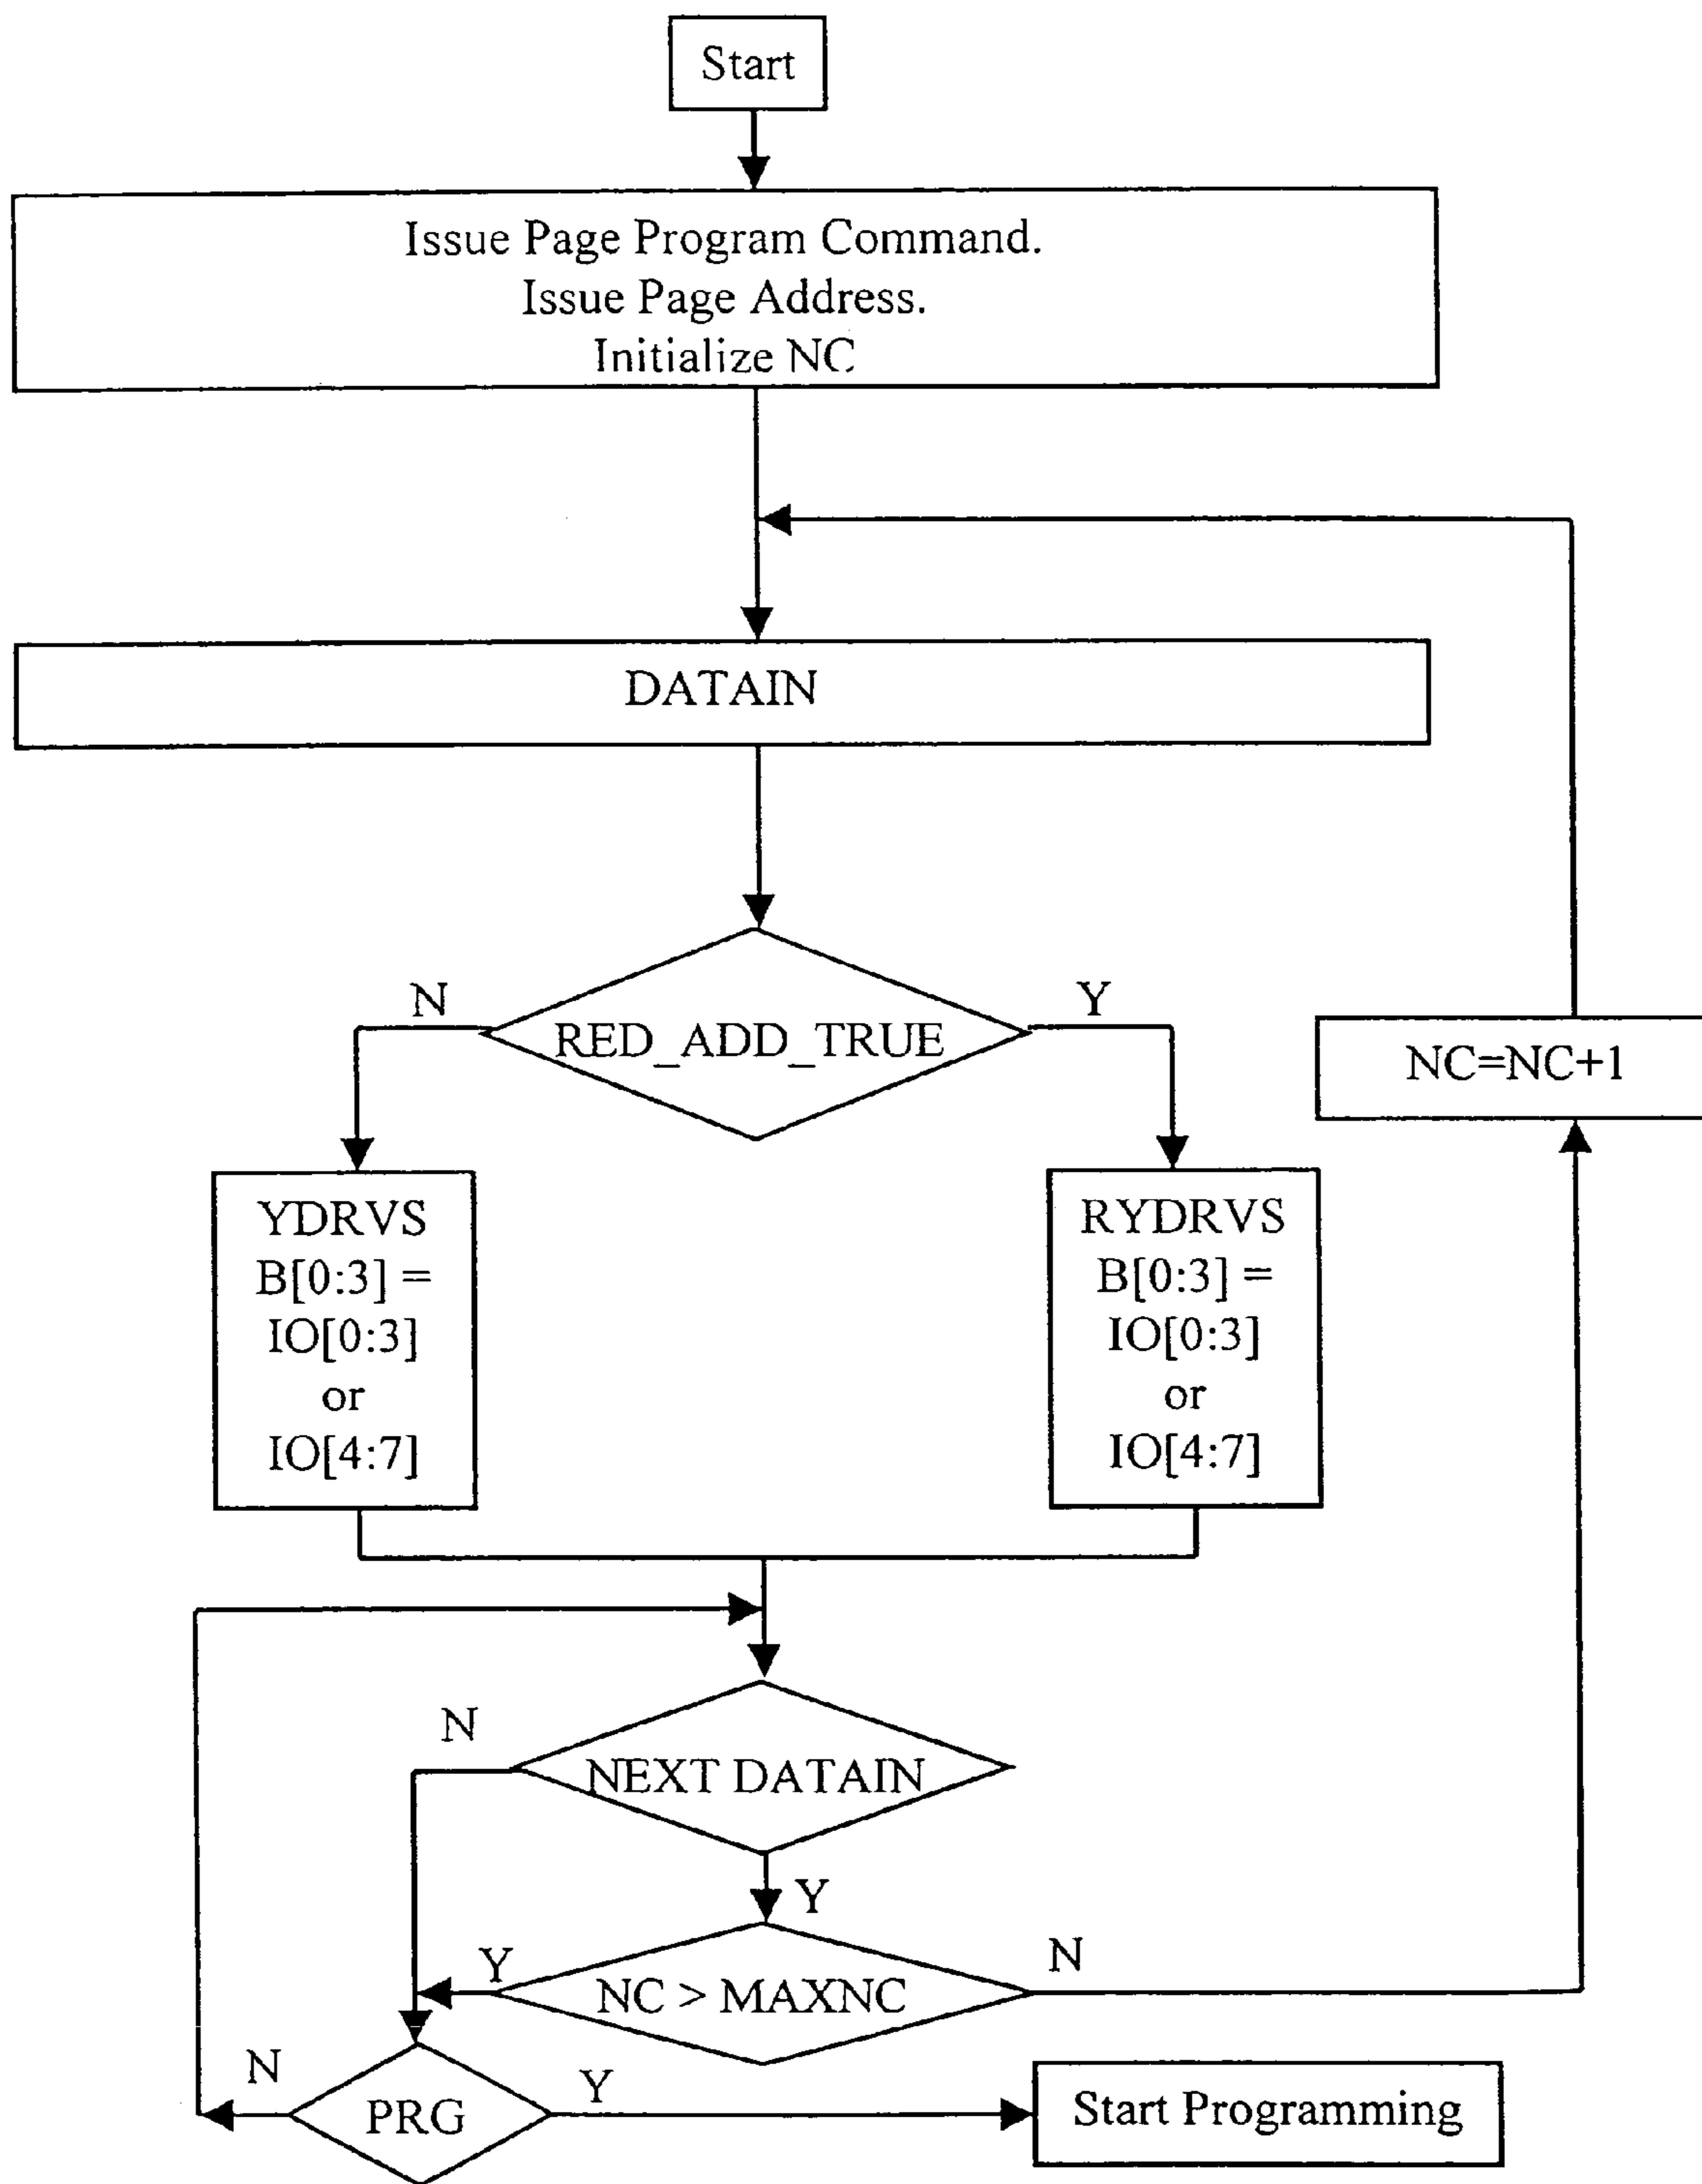 Start
Issue Page Program Command.
Issue Page Address.
Initialize NC
DATAIN
N
Y
RED_ADD_TRUE
NC=NC+1
YDRVS
B[0:3] =
IO[0:3]
or
IO[4:7]
RYDRVS
B[0:3] =
IO[0:3]
or
IO[4:7]
N
NEXT DATAIN
Y
Y
N
NC > MAXNC
N
Y
PRG
Start Programming